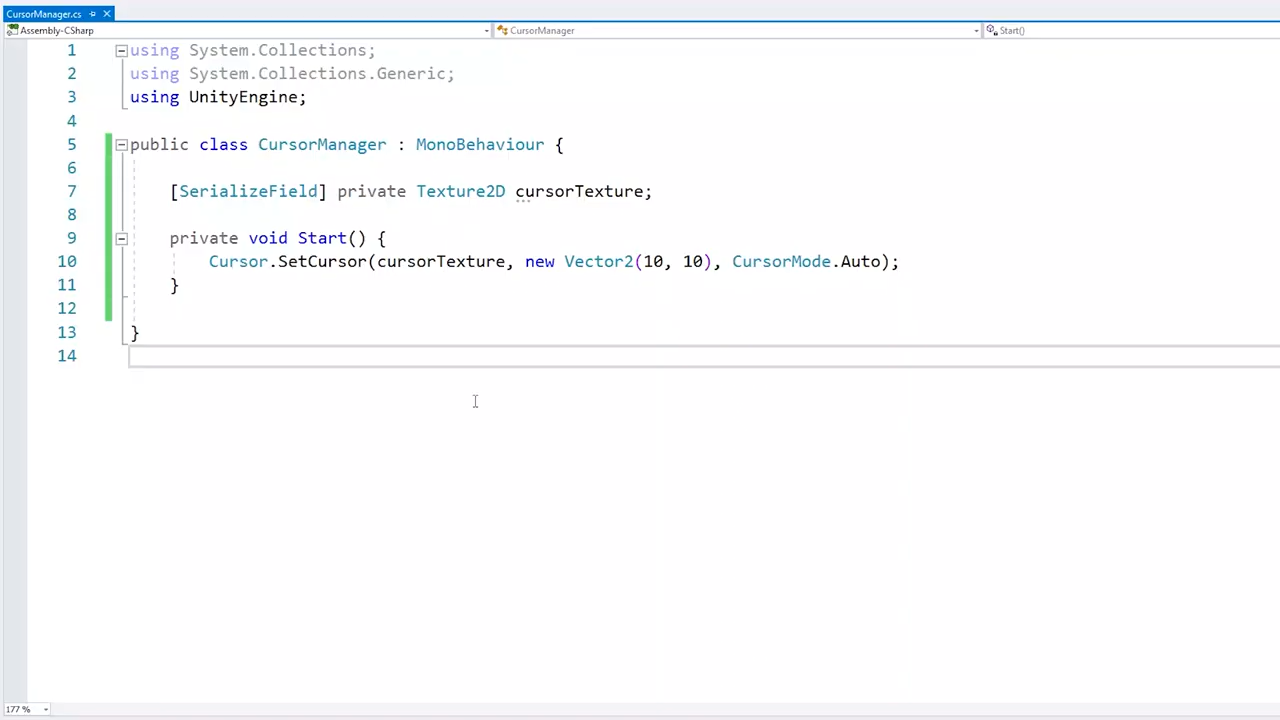 CursorManager.cs
Assembly-CSharp CursorManager Start()
1 using System.Collections;
2 using System.Collections.Generic;
3 using UnityEngine;
4
5 public class CursorManager : MonoBehaviour {
6
7 [SerializeField] private Texture2D cursorTexture;
8
9 private void Start() {
10 Cursor.SetCursor(cursorTexture, new Vector2(10, 10), CursorMode.Auto);
11 }
12
13 }
14
177 %